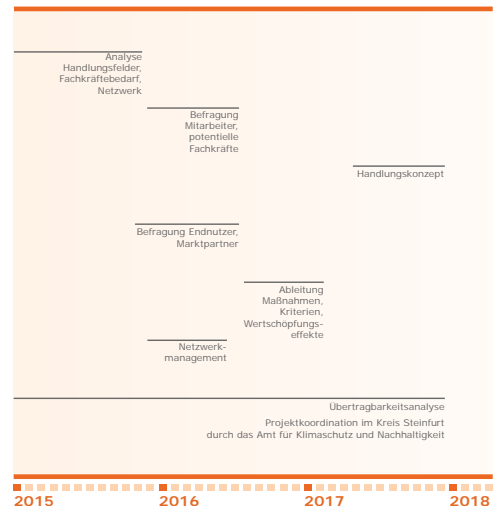 Analyse
Handlungsfelder,
Fachkräftebedarf,
Netzwerk
Befragung
Mitarbeiter,
potentielle
Fachkräfte
Handlungskonzept
Befragung Endnutzer,
Marktpartner
Ableitung
Maßnahmen,
Kriterien,
Wertschöpfungs-
effekte
Netzwerk-
management
Übertragbarkeitsanalyse
Projektkoordination im Kreis Steinfurt
durch das Amt für Klimaschutz und Nachhaltigkeit
2015 2016 2017 2018